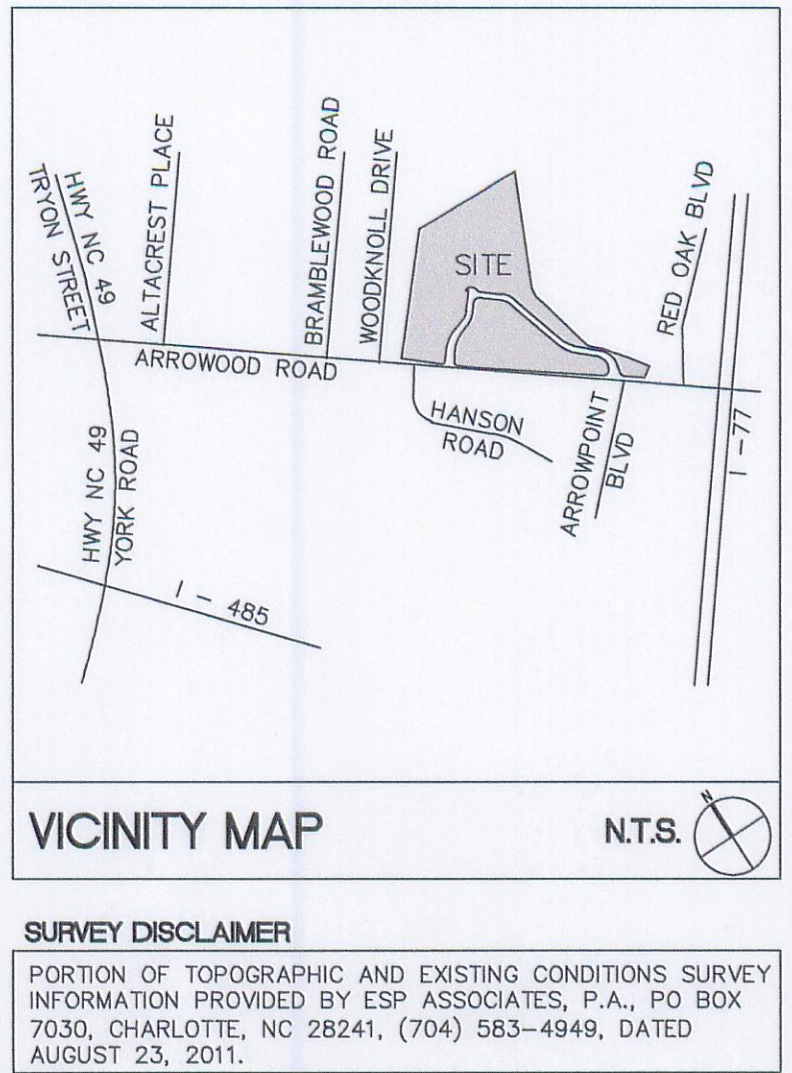 HWY NC 49
TRYON STREET
ALTACREST PLACE
BRAMBLEWOOD ROAD
WOODKNOLL DRIVE
SITE
RED OAK BLVD
ARROWOOD ROAD
HANSON
ROAD
ARROWPOINT
BLVD
I -77
HWY NC 49
YORK ROAD
I - 485
VICINITY MAP
N.T.S.
N
SURVEY DISCLAIMER
PORTION OF TOPOGRAPHIC AND EXISTING CONDITIONS SURVEY
INFORMATION PROVIDED BY ESP ASSOCIATES, P.A., PO BOX
7030, CHARLOTTE, NC 28241, (704) 583-4949, DATED
AUGUST 23, 2011.